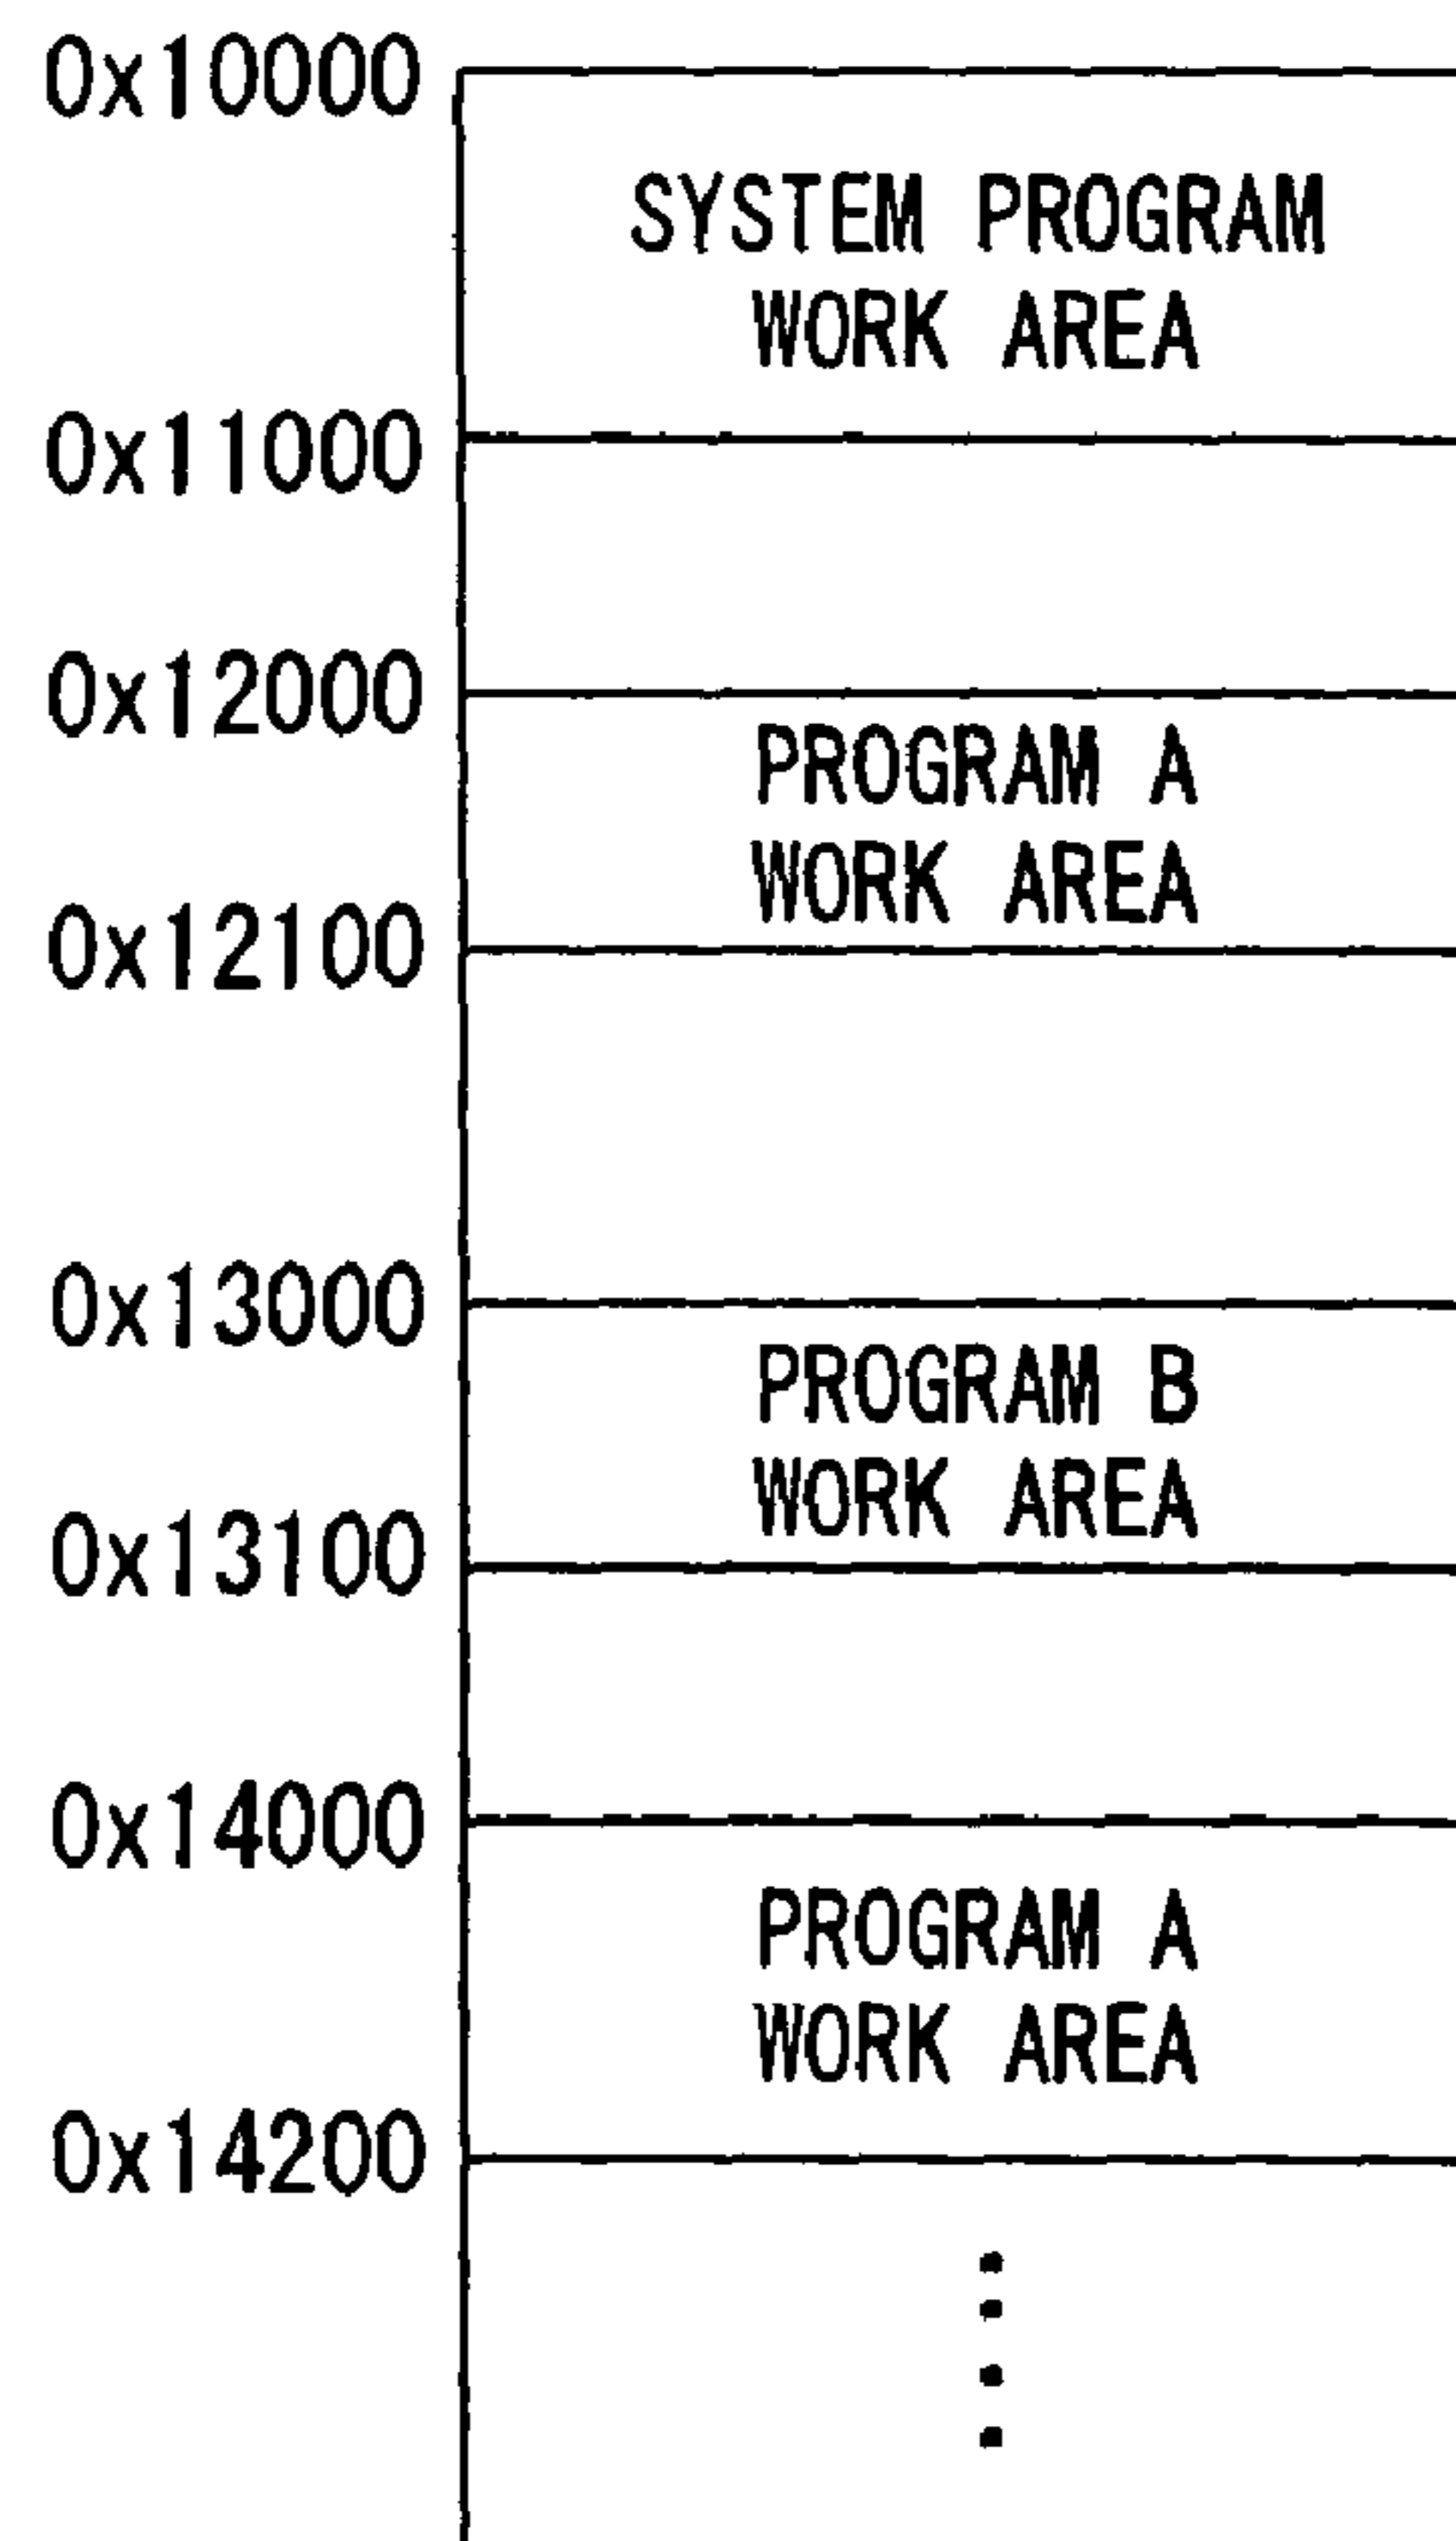 0x10000
SYSTEM PROGRAM
WORK AREA
0x11000
0x12000
PROGRAM A
WORK AREA
0x12100
0x13000
PROGRAM B
WORK AREA
0x13100
0x14000
PROGRAM A
WORK AREA
0x14200